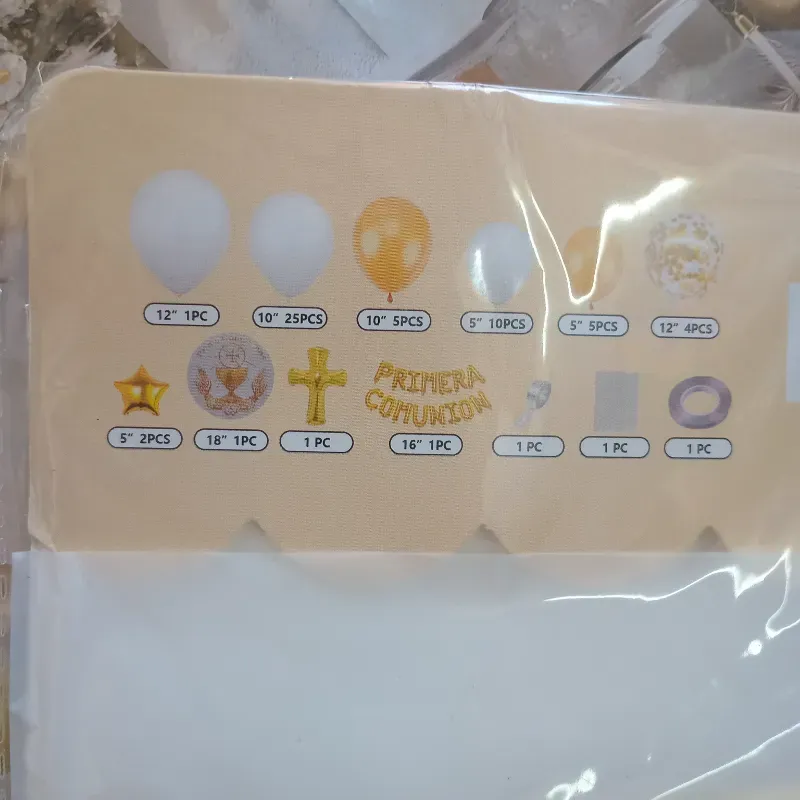 12” 1PC
10” 25PCS
10” 5PCS
5” 10PCS
5” 5PCS
12” 4PCS
PRIMERA
COMUNION
5” 2PCS
18” 1PC
1 PC
16” 1PC
1 PC
1 PC
1 PC